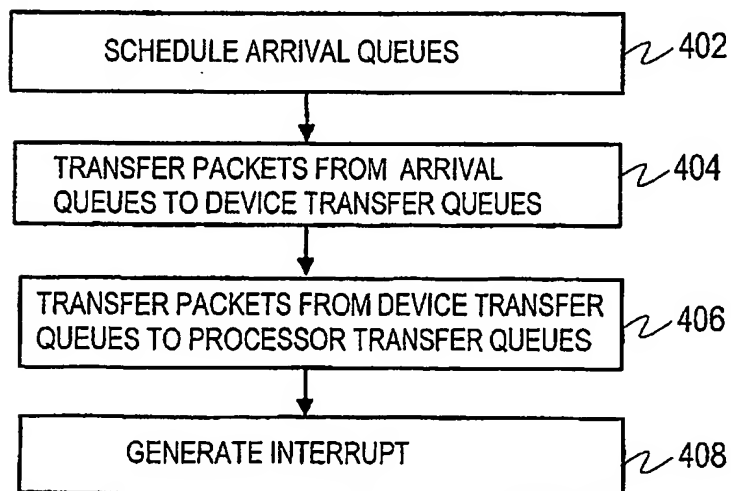 SCHEDULE ARRIVAL QUEUES
402
TRANSFER PACKETS FROM ARRIVAL
QUEUES TO DEVICE TRANSFER QUEUES
404
TRANSFER PACKETS FROM DEVICE TRANSFER
QUEUES TO PROCESSOR TRANSFER QUEUES
406
GENERATE INTERRUPT
408